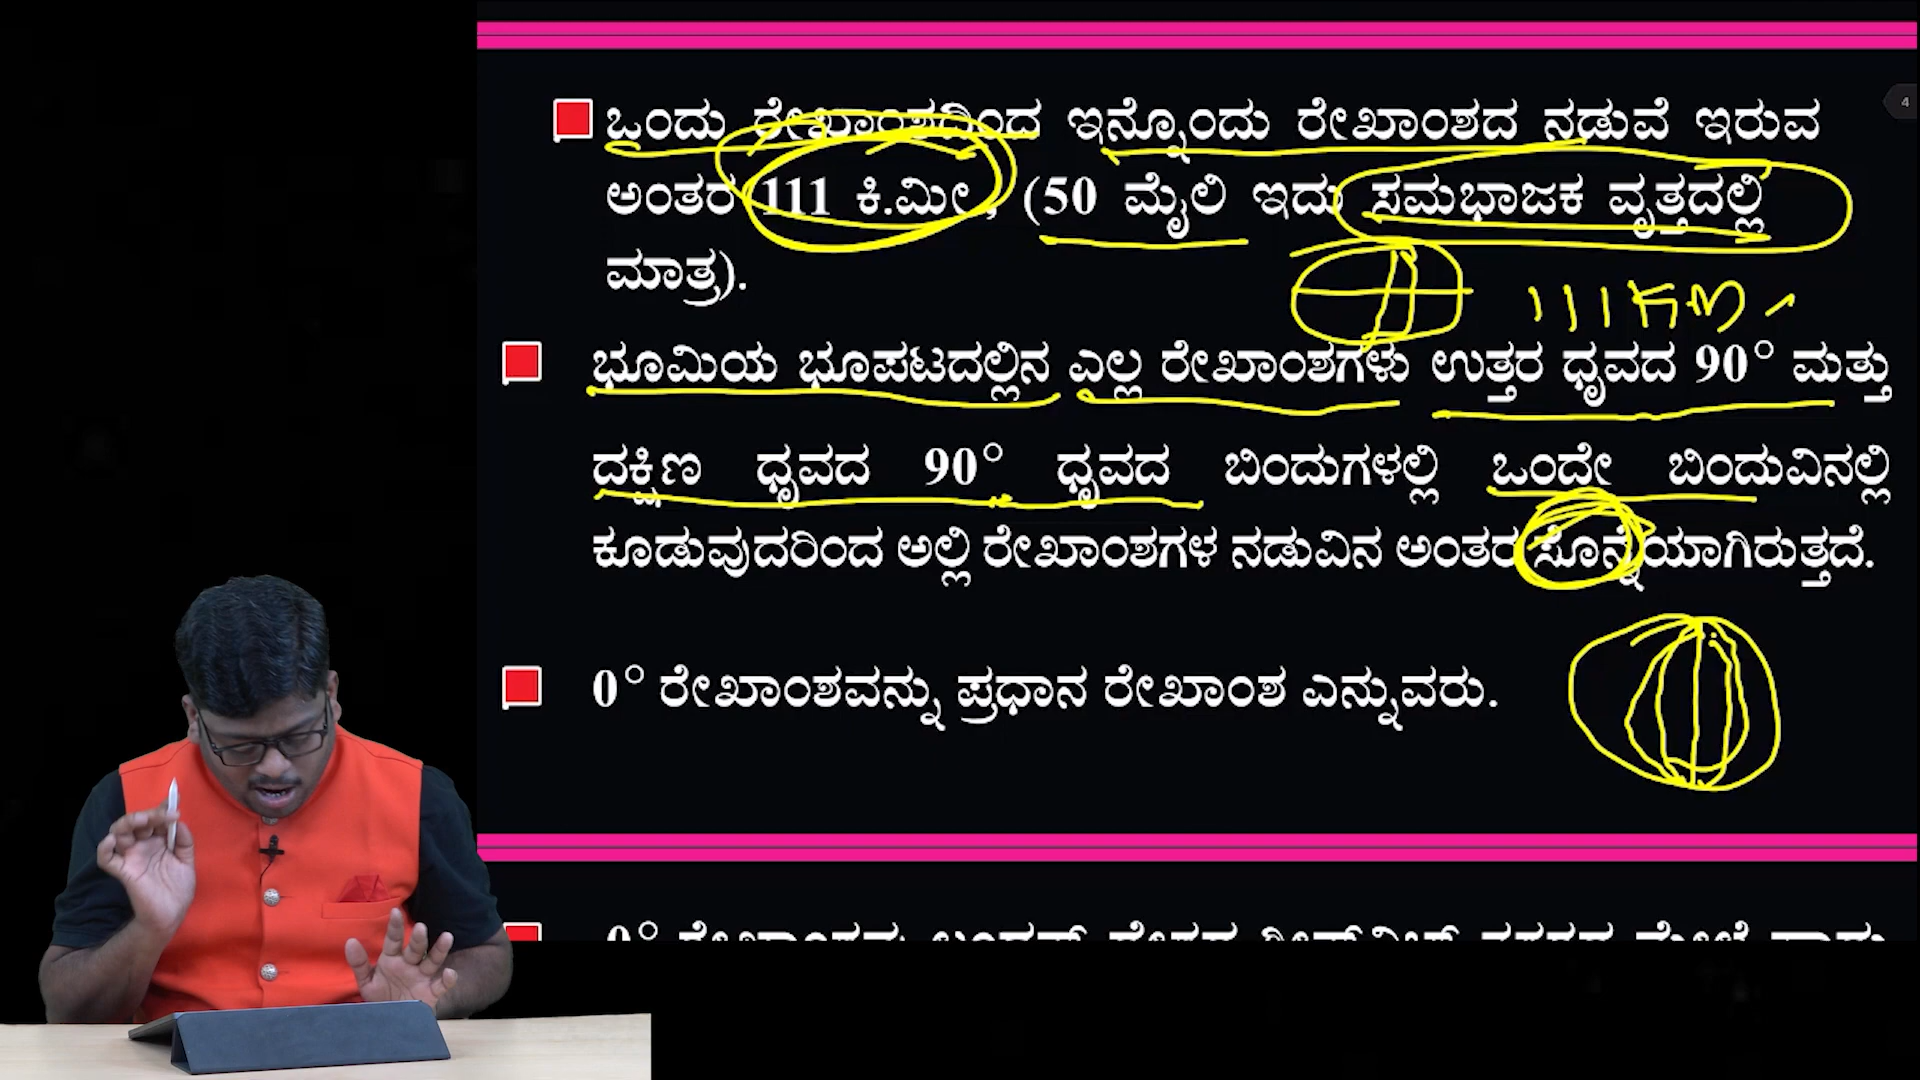 4
ಒಂದು ರೇಖಾಂಶದಿಂದ ಇನ್ನೊಂದು ರೇಖಾಂಶದ ನಡುವೆ ಇರುವ
ಅಂತರ 111 ಕಿ.ಮೀ, (50 ಮೈಲಿ ಇದು ಸಮಭಾಜಕ ವೃತ್ತದಲ್ಲಿ
ಮಾತ್ರ).
111 ಕಿಮೀ.
ಭೂಮಿಯ ಭೂಪಟದಲ್ಲಿನ ಎಲ್ಲ ರೇಖಾಂಶಗಳು ಉತ್ತರ ಧೃವದ 90° ಮತ್ತು
ದಕ್ಷಿಣ ಧೃವದ 90° ಧೃವದ ಬಿಂದುಗಳಲ್ಲಿ ಒಂದೇ ಬಿಂದುವಿನಲ್ಲಿ
ಕೂಡುವುದರಿಂದ ಅಲ್ಲಿ ರೇಖಾಂಶಗಳ ನಡುವಿನ ಅಂತರ ಸೊನ್ನೆಯಾಗಿರುತ್ತದೆ.
0° ರೇಖಾಂಶವನ್ನು ಪ್ರಧಾನ ರೇಖಾಂಶ ಎನ್ನುವರು.